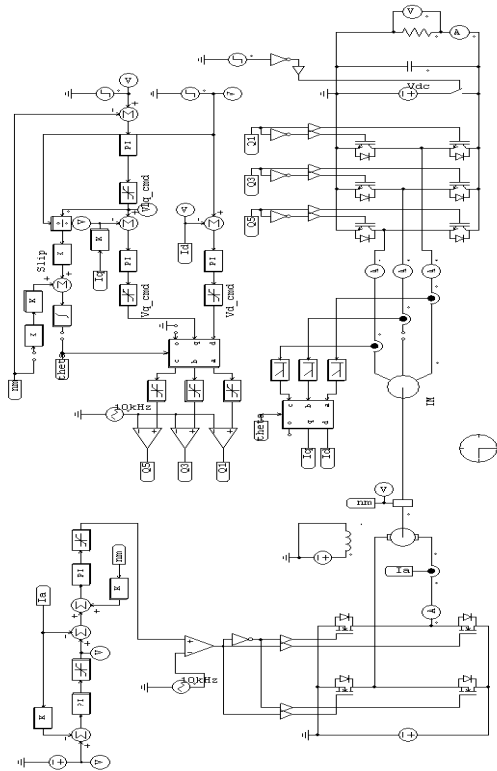 V
A
Vdc
Q1
Q3
Q5
V
V
PI
Vlq_cmd
V
V
K
Iq
Slip
K
K
nm
theta
PI
Vq_cmd
V
Id
PI
Vd_cmd
o
q
d
c
b
a
10kHz
Q5
Q3
Q1
A
A
A
c
b
a
o
q
d
theta
Iq
Id
IM
V
nm
Ia
A
PI
nm
K
Ia
V
PI
K
10kHz
V